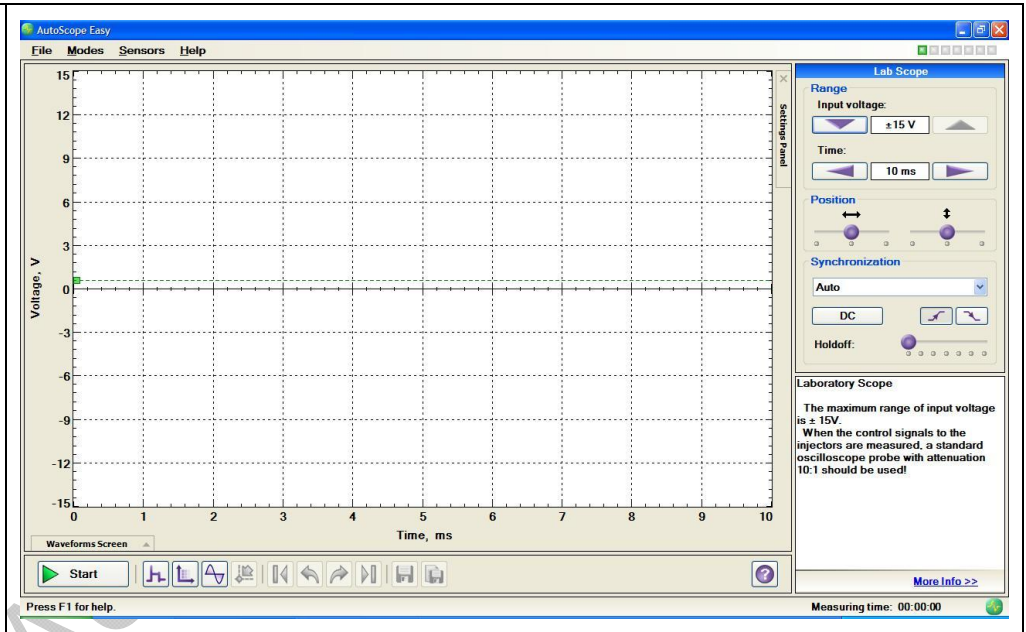 AutoScope Easy
File Modes Sensors Help
15
12
9
6
3
0
-3
-6
-9
-12
-15
Voltage, V
0 1 2 3 4 5 6 7 8 9 10
Time, ms
Settings Panel
Waveforms Screen
Lab Scope
Range
Input voltage:
±15 V
Time:
10 ms
Position
Synchronization
Auto
DC
Holdoff:
Laboratory Scope
The maximum range of input voltage
is ± 15V.
When the control signals to the
injectors are measured, a standard
oscilloscope probe with attenuation
10:1 should be used!
More Info >>
Start
Press F1 for help.
Measuring time: 00:00:00